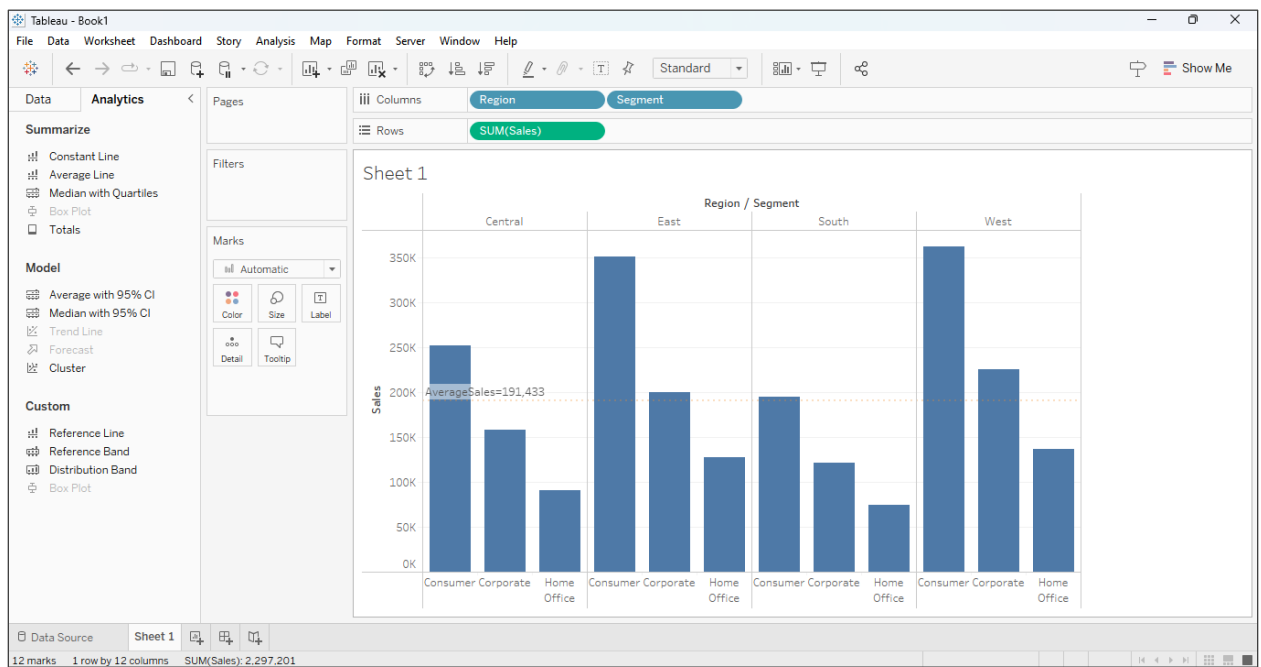 Tableau - Book1
File Data Worksheet Dashboard Story Analysis Map Format Server Window Help
Standard
Show Me
Data Analytics
Summarize
Constant Line
Average Line
Median with Quartiles
Box Plot
Totals
Model
Average with 95% CI
Median with 95% CI
Trend Line
Forecast
Cluster
Custom
Reference Line
Reference Band
Distribution Band
Box Plot
Pages
Filters
Marks
Automatic
Color Size Label
Detail Tooltip
Columns Region Segment
Rows SUM(Sales)
Sheet 1
Region / Segment
Central East South West
Sales
350K
300K
250K
200K
150K
100K
50K
0K
AverageSales=191,433
Consumer Corporate Home Office Consumer Corporate Home Office Consumer Corporate Home Office Consumer Corporate Home Office
Data Source Sheet 1
12 marks 1 row by 12 columns SUM(Sales): 2,297,201